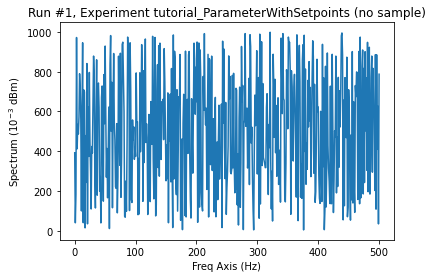 Run #1, Experiment tutorial_ParameterWithSetpoints (no sample)
Spectrum (10⁻³ dBm)
1000
800
600
400
200
0
0 100 200 300 400 500
Freq Axis (Hz)